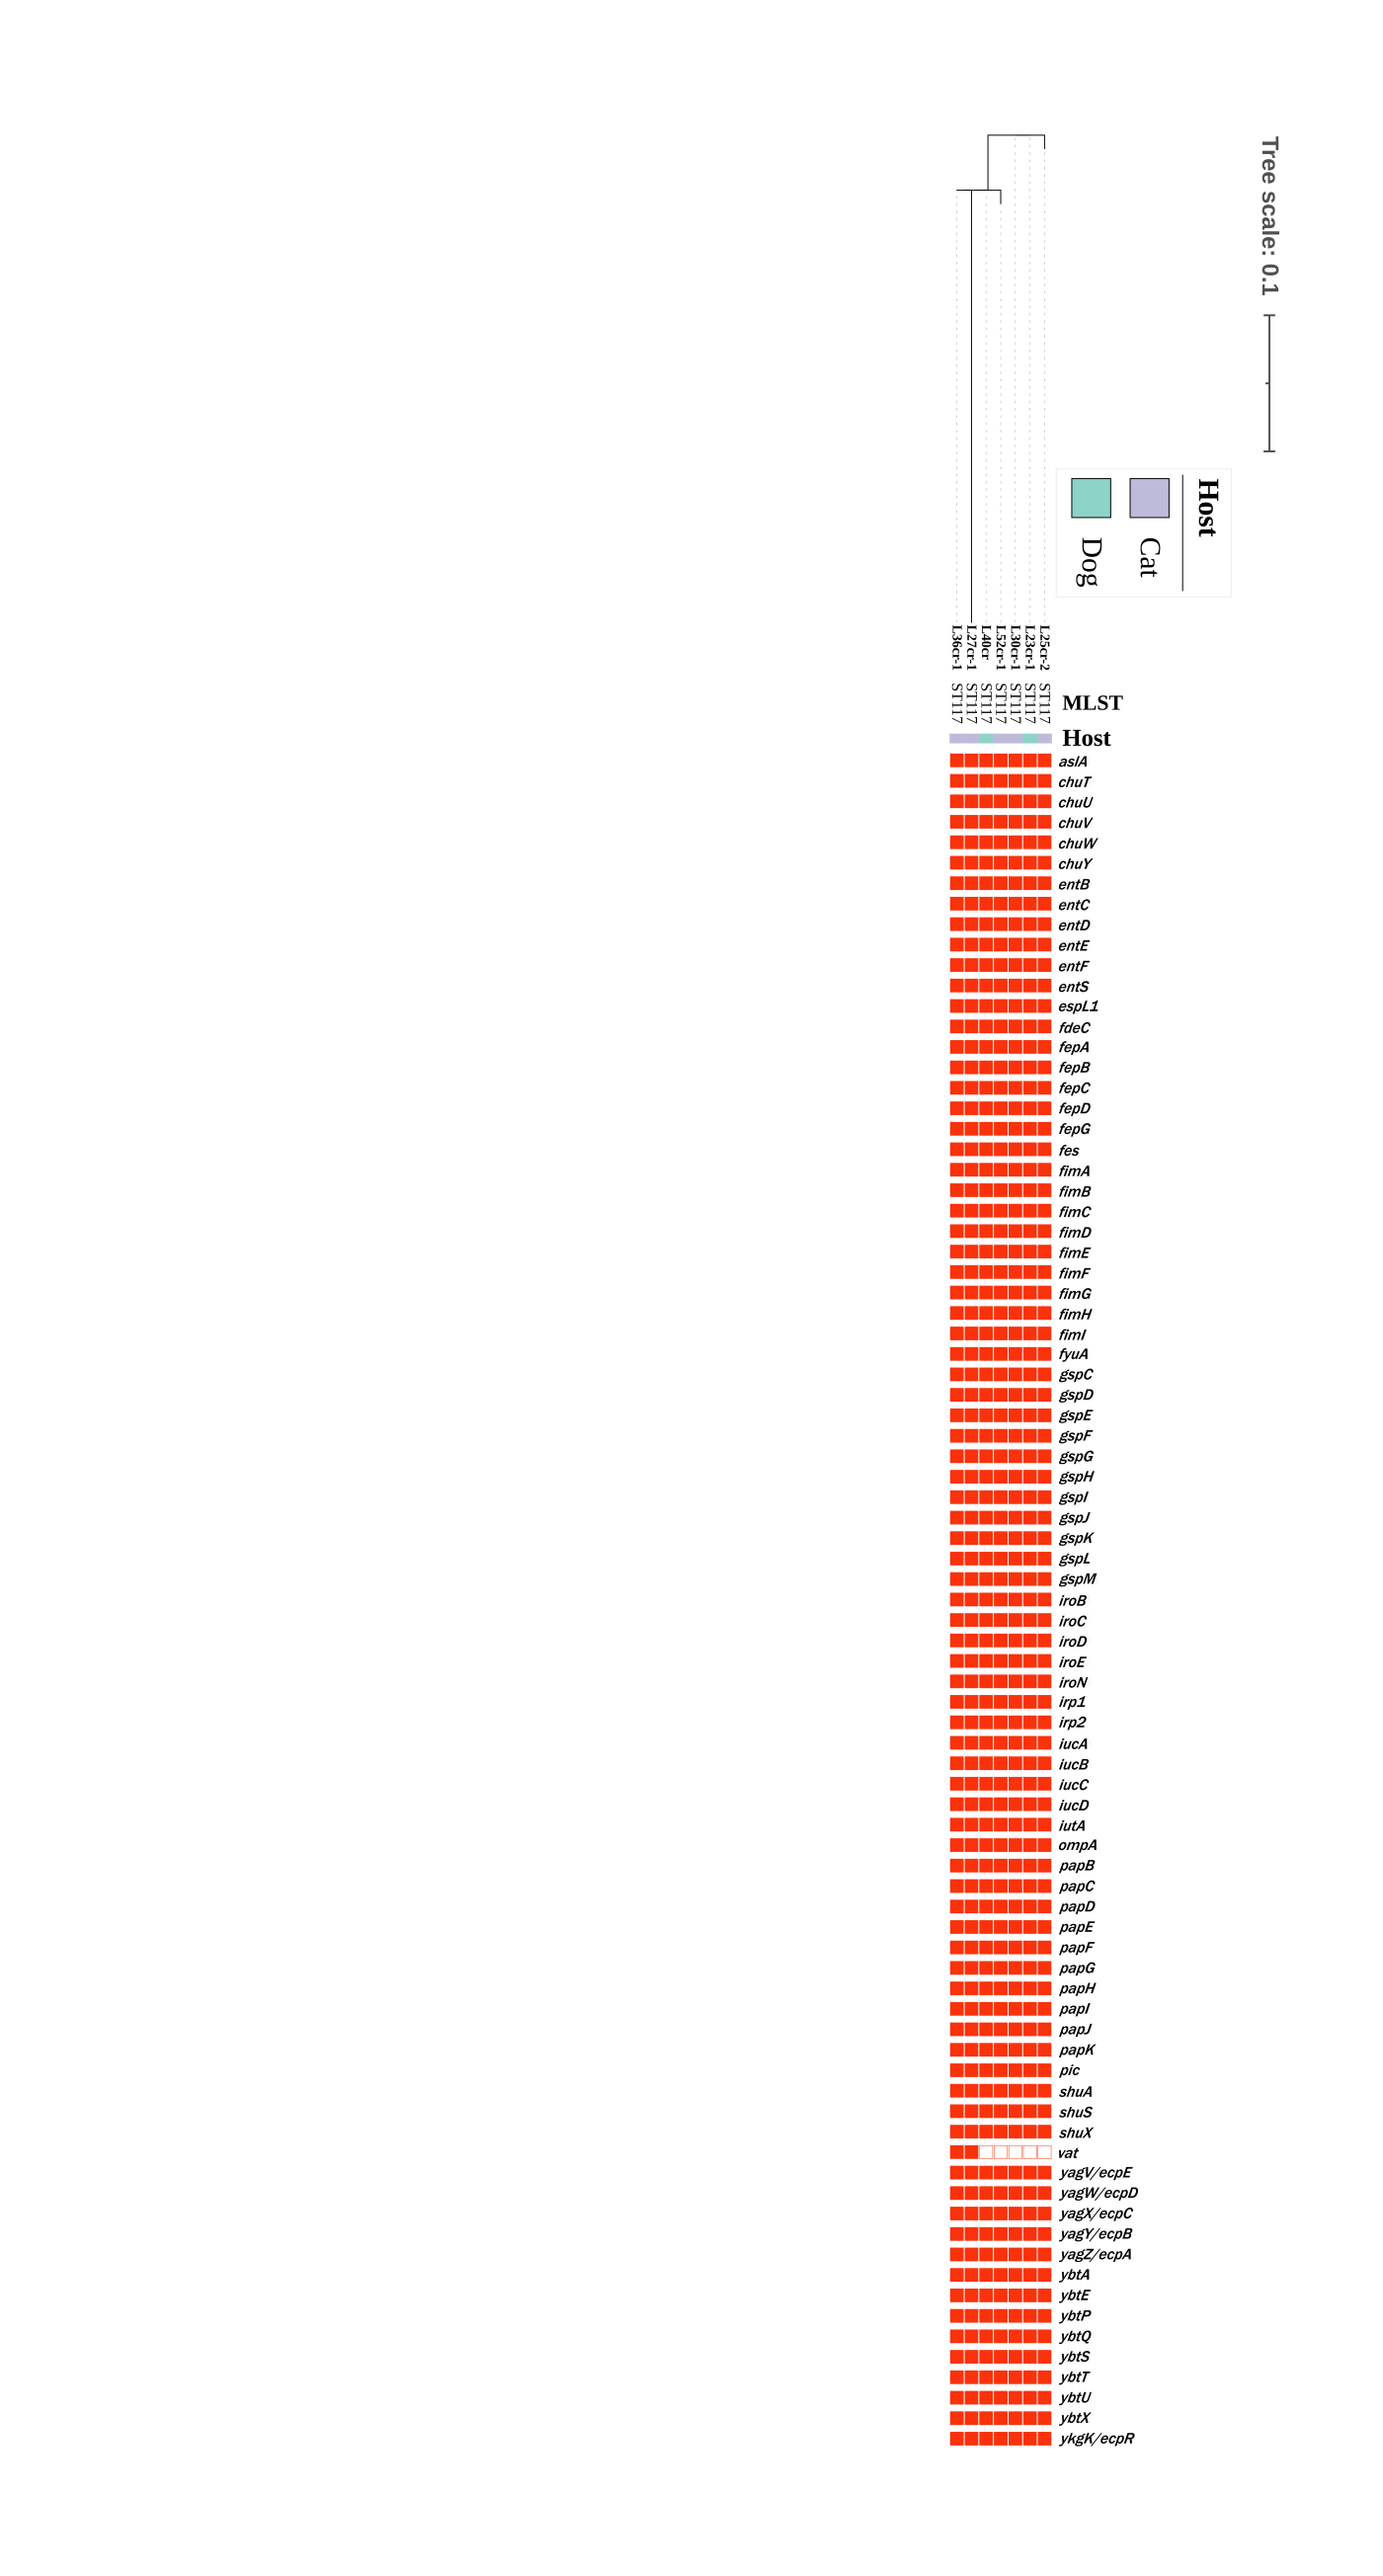 Tree scale: 0.1
Host
Cat
Dog
L25cr-2 ST117
L23cr-1 ST117
L30cr-1 ST117
L52cr-1 ST117
L40cr ST117
L27cr-1 ST117
L36cr-1 ST117
MLST
Host
aslA
chuT
chuU
chuV
chuW
chuY
entB
entC
entD
entE
entF
entS
espL1
fdeC
fepA
fepB
fepC
fepD
fepG
fes
fimA
fimB
fimC
fimD
fimE
fimF
fimG
fimH
fimI
fyuA
gspC
gspD
gspE
gspF
gspG
gspH
gspI
gspJ
gspK
gspL
gspM
iroB
iroC
iroD
iroE
iroN
irp1
irp2
iucA
iucB
iucC
iucD
iutA
ompA
papB
papC
papD
papE
papF
papG
papH
papI
papJ
papK
pic
shuA
shuS
shuX
vat
yagV/ecpE
yagW/ecpD
yagX/ecpC
yagY/ecpB
yagZ/ecpA
ybtA
ybtE
ybtP
ybtQ
ybtS
ybtT
ybtU
ybtX
ykgK/ecpR